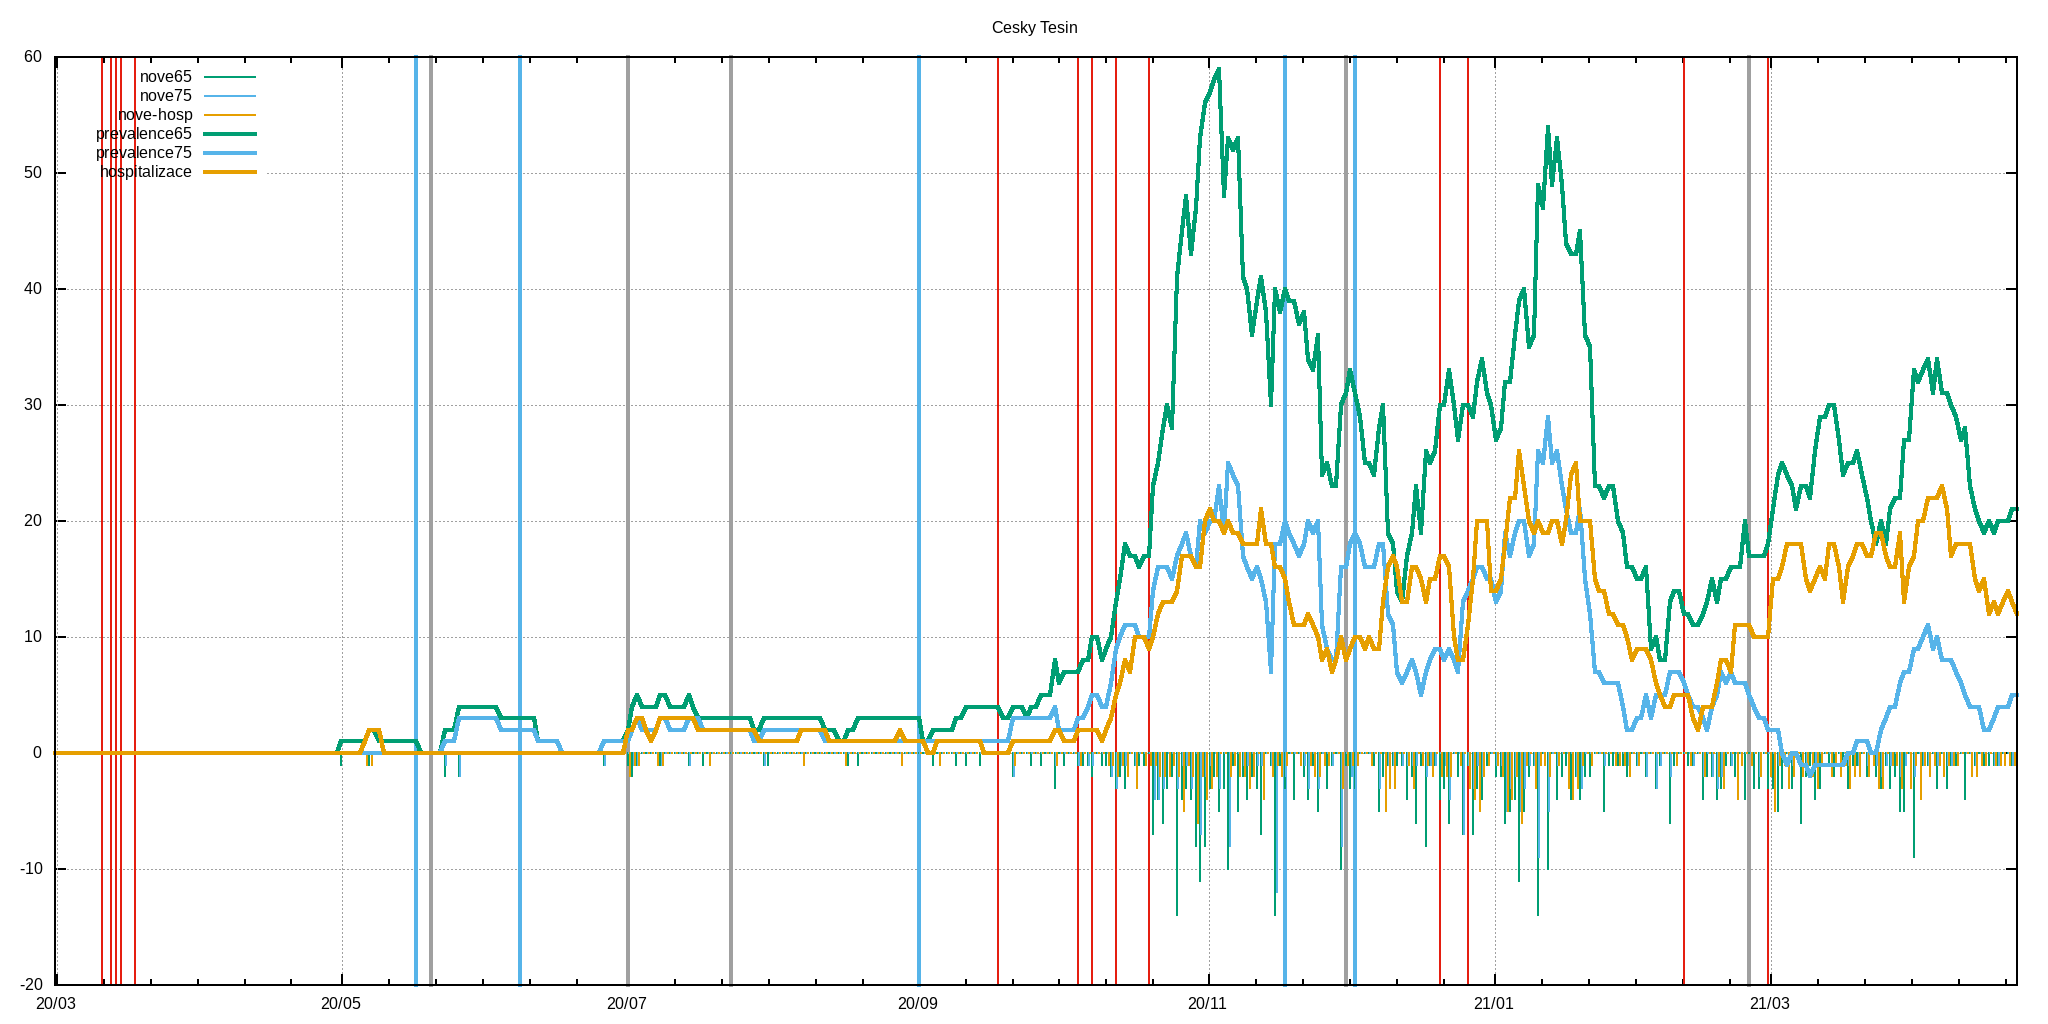 Cesky Tesin
60
nove65
nove75
nove-hosp
prevalence65
prevalence75
hospitalizace
50
40
30
20
10
0
-10
-20
20/03 20/05 20/07 20/09 20/11 21/01 21/03